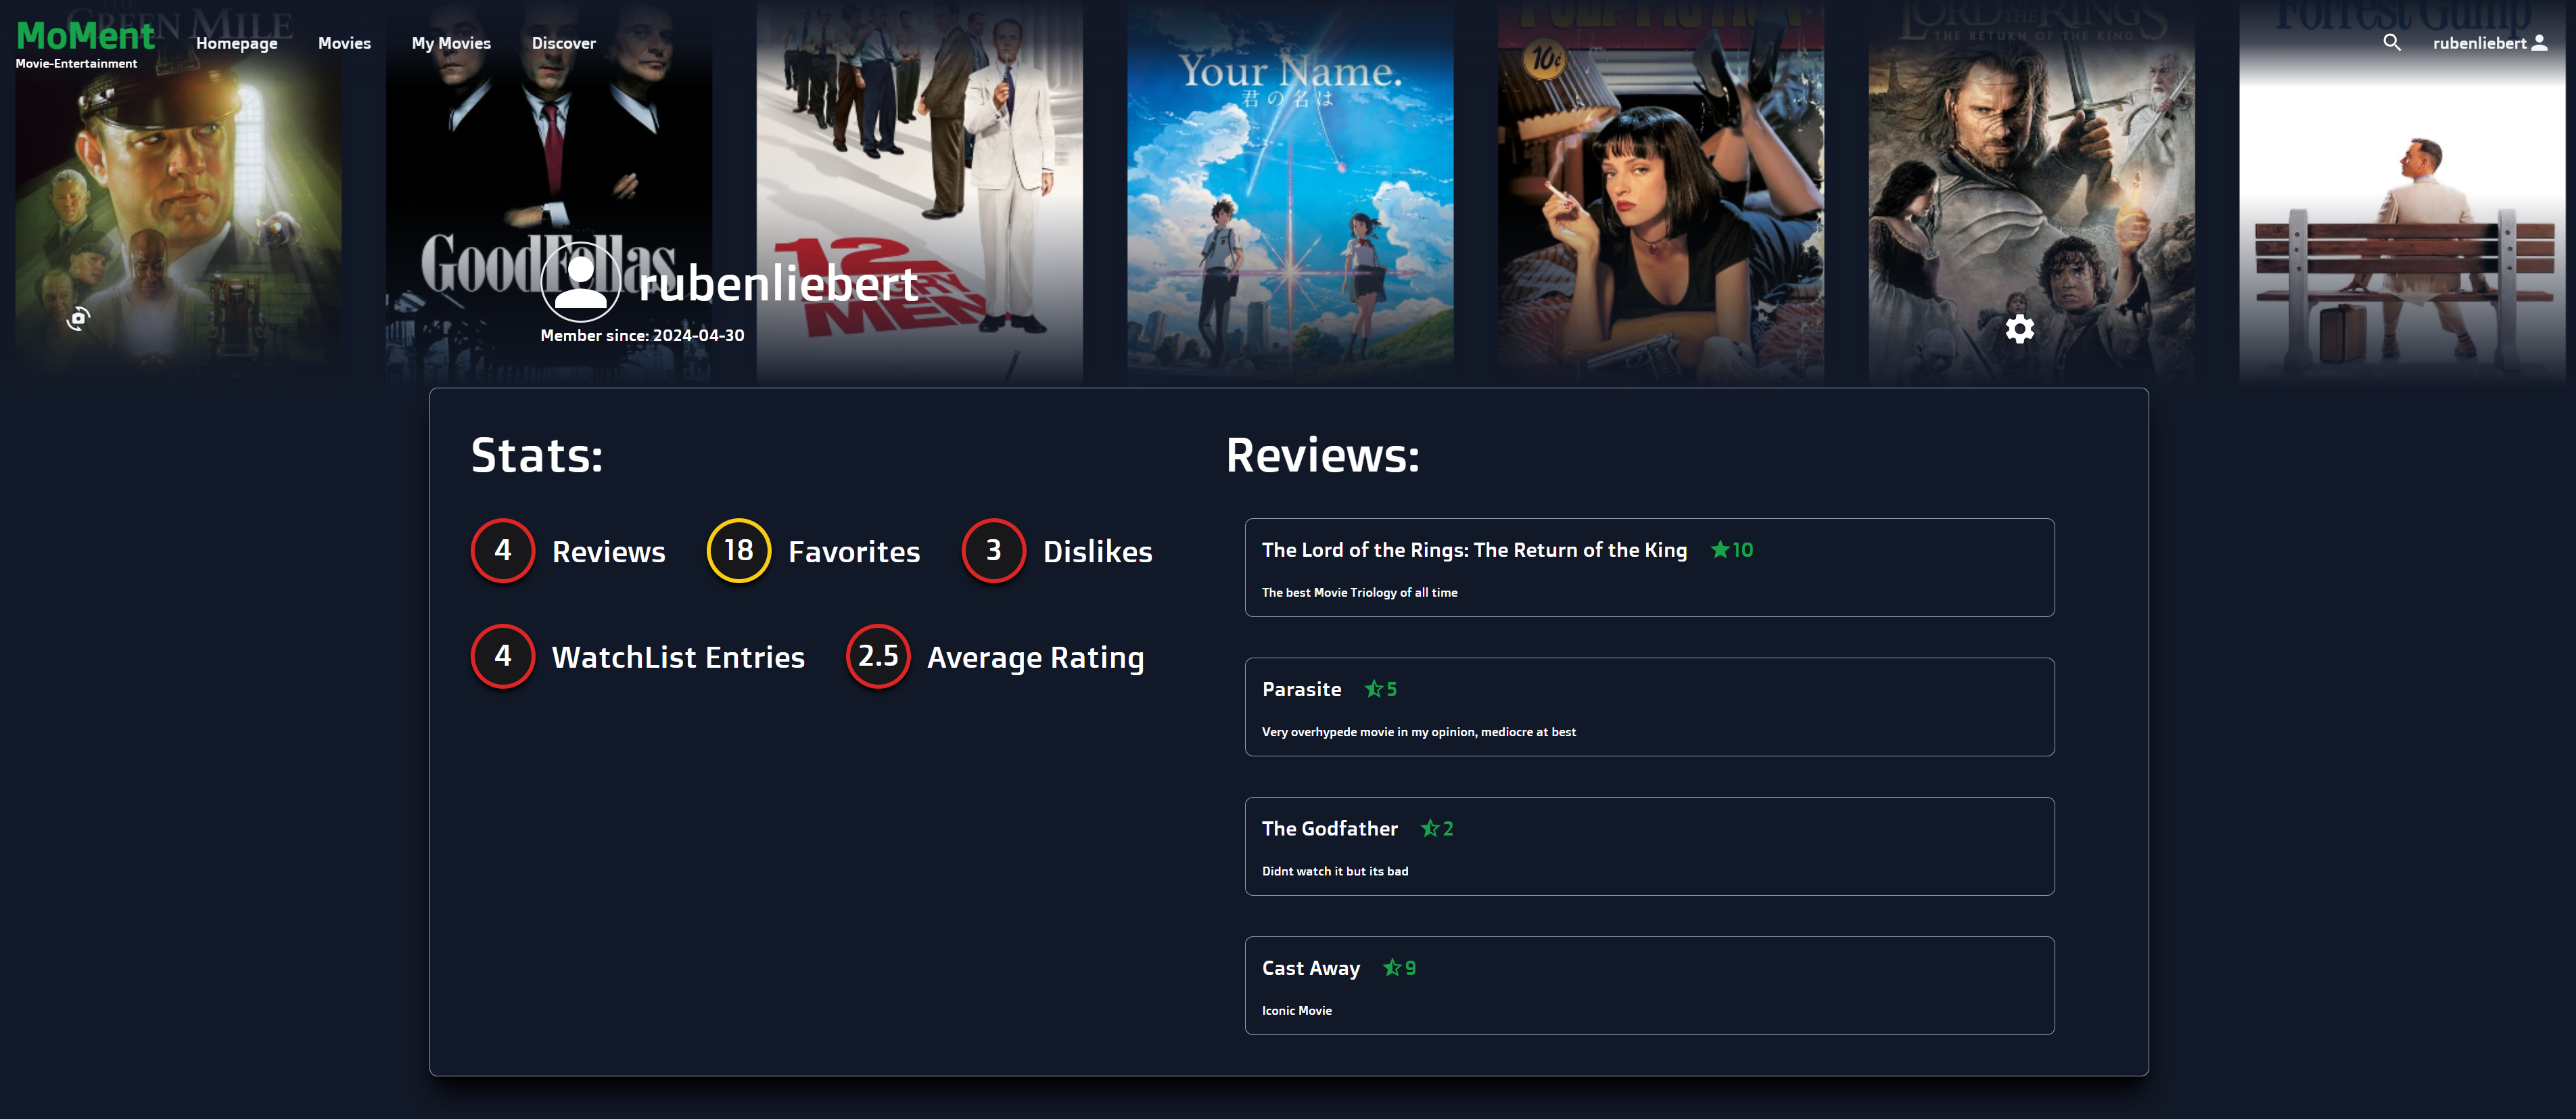 THE
GREEN MILE
MoMent
Movie-Entertainment
Homepage
Movies
My Movies
Discover
rubenliebert
GoodFellas
12
ANGRY
MEN
Your Name.
君の名は
PULP FICTION
10¢
THE
LORD OF THE RINGS
THE RETURN OF THE KING
Forrest Gump
rubenliebert
Member since: 2024-04-30
Stats:
4 Reviews
18 Favorites
3 Dislikes
4 WatchList Entries
2.5 Average Rating
Reviews:
The Lord of the Rings: The Return of the King 10
The best Movie Triology of all time
Parasite 5
Very overhypede movie in my opinion, mediocre at best
The Godfather 2
Didnt watch it but its bad
Cast Away 9
Iconic Movie